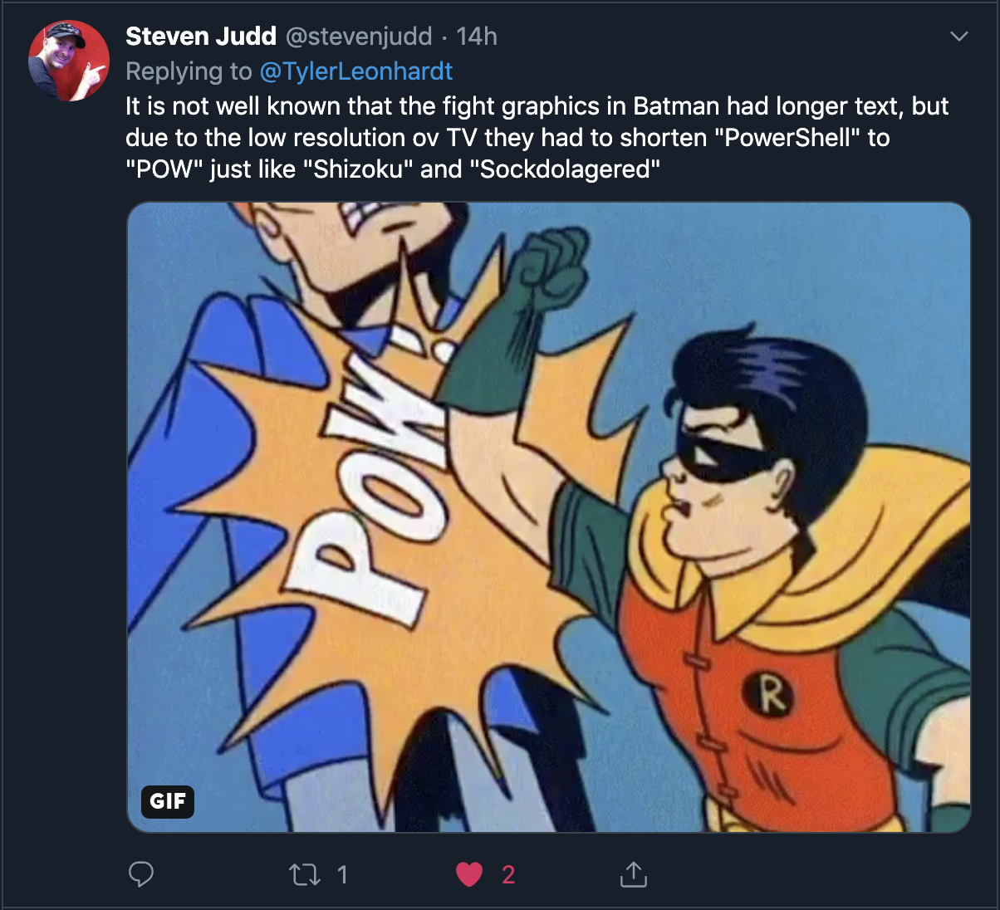 Steven Judd @stevenjudd · 14h
Replying to @TylerLeonhardt
It is not well known that the fight graphics in Batman had longer text, but
due to the low resolution ov TV they had to shorten "PowerShell" to
"POW" just like "Shizoku" and "Sockdolagered"
POW!
R
GIF
1
2